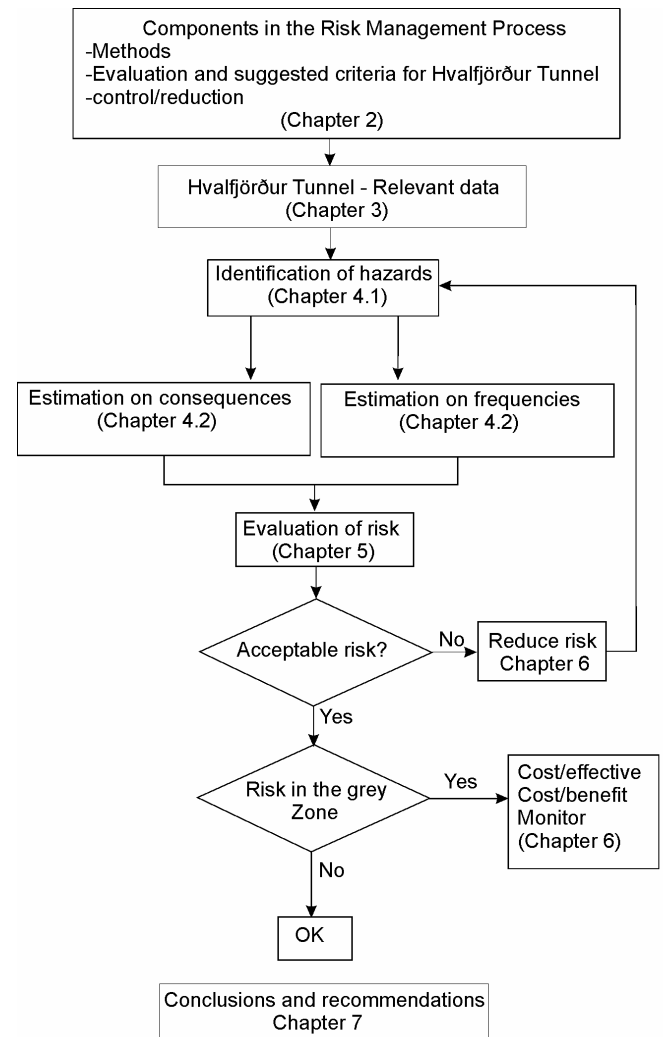 Components in the Risk Management Process
-Methods
-Evaluation and suggested criteria for Hvalfjörður Tunnel
-control/reduction
(Chapter 2)
Hvalfjörður Tunnel - Relevant data
(Chapter 3)
Identification of hazards
(Chapter 4.1)
Estimation on consequences
(Chapter 4.2)
Estimation on frequencies
(Chapter 4.2)
Evaluation of risk
(Chapter 5)
Acceptable risk?
No
Reduce risk
Chapter 6
Yes
Risk in the grey
Zone
Yes
Cost/effective
Cost/benefit
Monitor
(Chapter 6)
No
OK
Conclusions and recommendations
Chapter 7